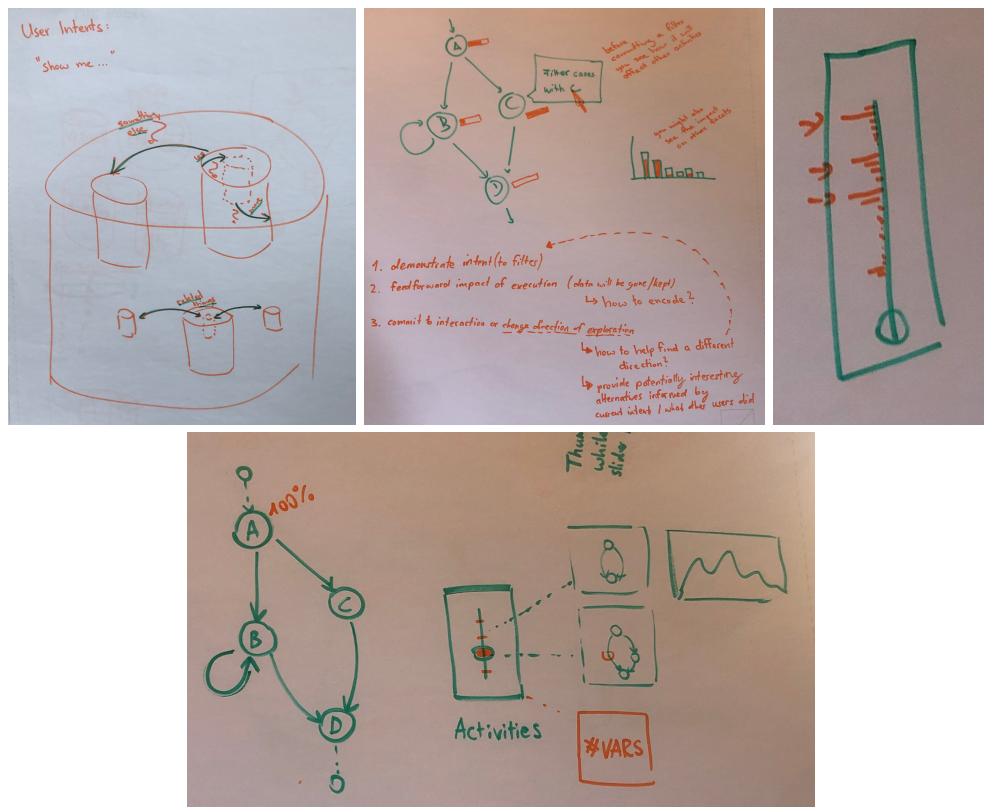 User Intents:
"show me..."
something
else
less
more
related
things
A
Filter cases
with C
B
C
D
before
committing a filter
you see how it will
affect other activities
you might also
see the impact
on other facets
1. demonstrate intent (to filter)
2. feedforward impact of execution (data will be gone/kept)
↳ how to encode?
3. commit to interaction or change direction of exploration
↳ how to help find a different
direction?
↳ provide potentially interesting
alternatives informed by
current intent / what other users did
100%
A
C
B
D
Activities
while
slider
#VARS